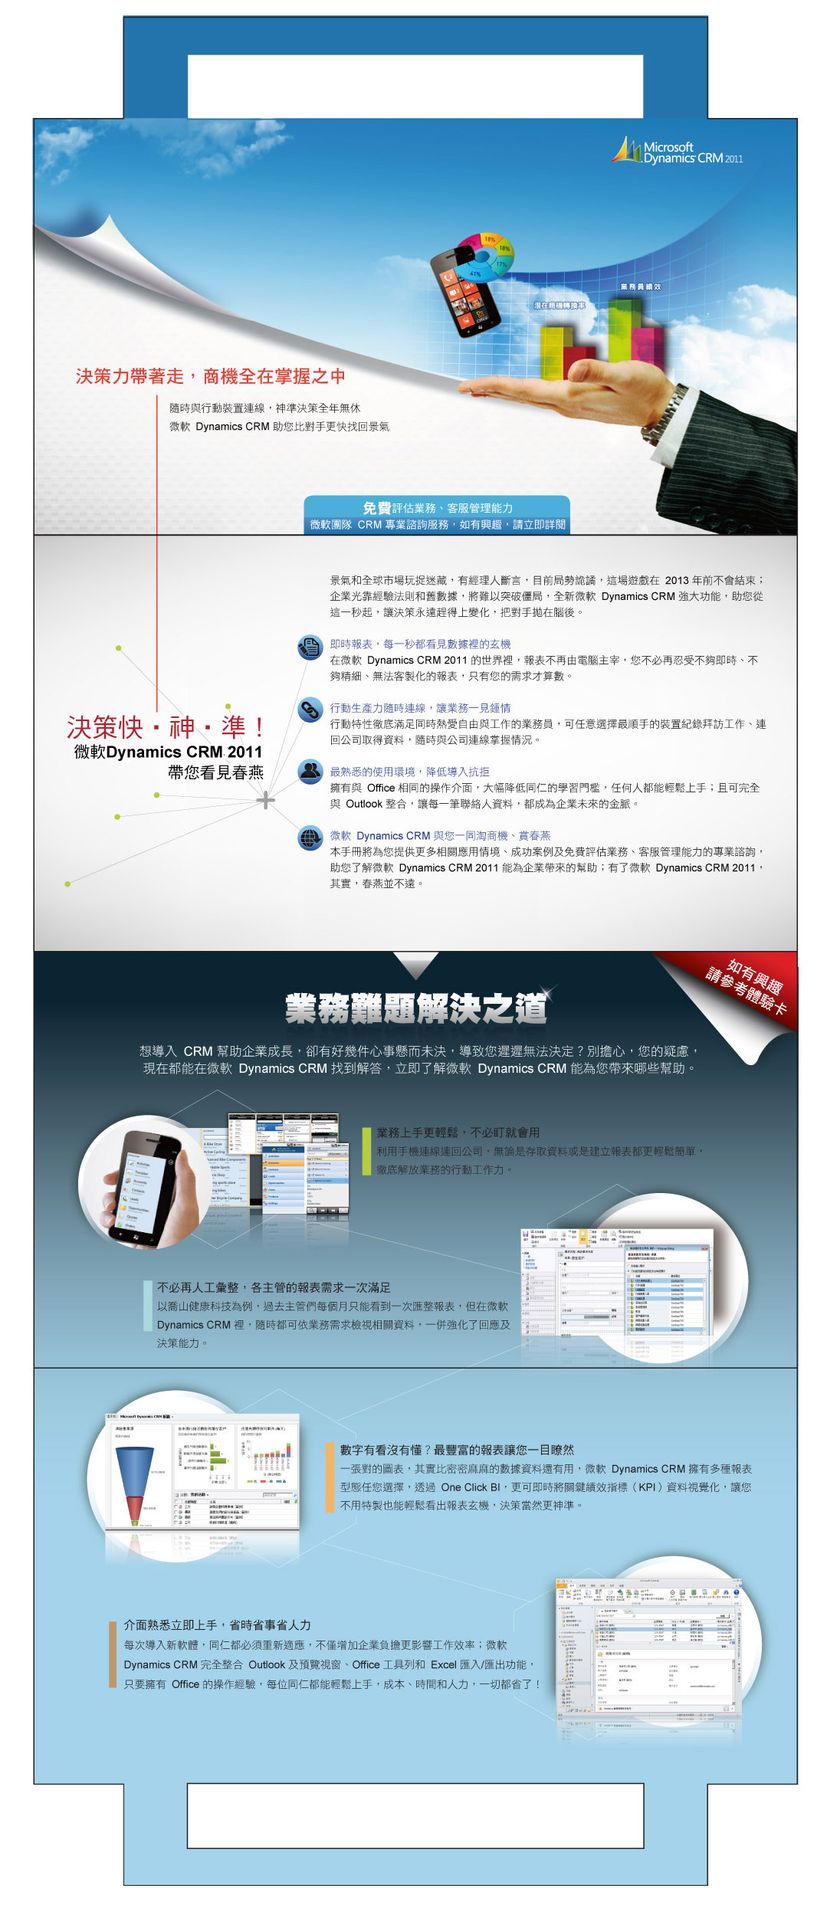 Microsoft
Dynamics CRM 2011
18%
18%
17%
41%
業務員績效
潛在商機轉換率
決策力帶著走，商機全在掌握之中
隨時與行動裝置連線，神準決策全年無休
微軟 Dynamics CRM 助您比對手更快找回景氣
免費評估業務、客服管理能力
微軟團隊 CRM 專業諮詢服務，如有興趣，請立即詳閱
景氣和全球市場玩捉迷藏，有經理人斷言，目前局勢詭譎，這場遊戲在 2013 年前不會結束；
企業光靠經驗法則和舊數據，將難以突破僵局，全新微軟 Dynamics CRM 強大功能，助您從
這一秒起，讓決策永遠趕得上變化，把對手拋在腦後。
即時報表，每一秒都看見數據裡的玄機
在微軟 Dynamics CRM 2011 的世界裡，報表不再由電腦主宰，您不必再忍受不夠即時、不
夠精細、無法客製化的報表，只有您的需求才算數。
行動生產力隨時連線，讓業務一見鍾情
行動特性徹底滿足同時熱愛自由與工作的業務員，可任意選擇最順手的裝置紀錄拜訪工作、連
回公司取得資料，隨時與公司連線掌握情況。
決策快・神・準！
微軟Dynamics CRM 2011
帶您看見春燕
最熟悉的使用環境，降低導入抗拒
擁有與 Office 相同的操作介面，大幅降低同仁的學習門檻，任何人都能輕鬆上手；且可完全
與 Outlook 整合，讓每一筆聯絡人資料，都成為企業未來的金脈。
微軟 Dynamics CRM 與您一同淘商機、賞春燕
本手冊將為您提供更多相關應用情境、成功案例及免費評估業務、客服管理能力的專業諮詢，
助您了解微軟 Dynamics CRM 2011 能為企業帶來的幫助；有了微軟 Dynamics CRM 2011，
其實，春燕並不遠。
如有興趣
請參考體驗卡
業務難題解決之道
想導入 CRM 幫助企業成長，卻有好幾件心事懸而未決，導致您遲遲無法決定？別擔心，您的疑慮，
現在都能在微軟 Dynamics CRM 找到解答，立即了解微軟 Dynamics CRM 能為您帶來哪些幫助。
業務上手更輕鬆，不必盯就會用
利用手機連線連回公司，無論是存取資料或是建立報表都更輕鬆簡單，
徹底解放業務的行動工作力。
不必再人工彙整，各主管的報表需求一次滿足
以喬山健康科技為例，過去主管們每個月只能看到一次匯整報表，但在微軟
Dynamics CRM 裡，隨時都可依業務需求檢視相關資料，一併強化了回應及
決策能力。
數字有看沒有懂？最豐富的報表讓您一目瞭然
一張對的圖表，其實比密密麻麻的數據資料還有用，微軟 Dynamics CRM 擁有多種報表
型態任您選擇，透過 One Click BI，更可即時將關鍵績效指標（KPI）資料視覺化，讓您
不用特製也能輕鬆看出報表玄機，決策當然更神準。
介面熟悉立即上手，省時省事省人力
每次導入新軟體，同仁都必須重新適應，不僅增加企業負擔更影響工作效率；微軟
Dynamics CRM 完全整合 Outlook 及預覽視窗、Office 工具列和 Excel 匯入/匯出功能，
只要擁有 Office 的操作經驗，每位同仁都能輕鬆上手，成本、時間和人力，一切都省了！